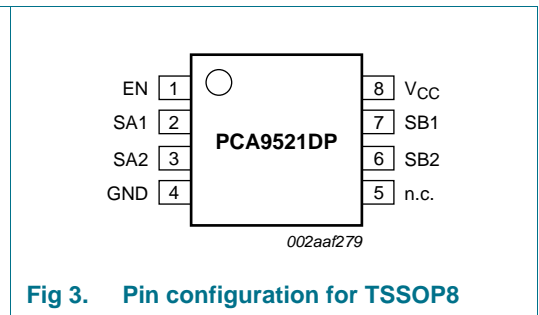 EN 1 8 VCC
SA1 2 7 SB1
PCA9521DP
SA2 3 6 SB2
GND 4 5 n.c.
002aaf279
Fig 3. Pin configuration for TSSOP8